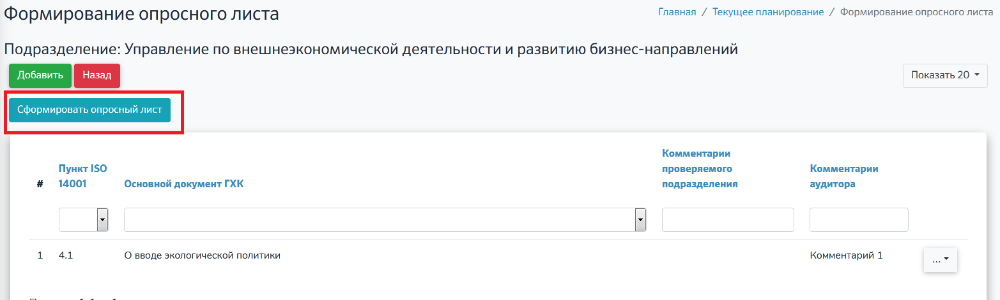 Формирование опросного листа
Главная / Текущее планирование / Формирование опросного листа
Подразделение: Управление по внешнеэкономической деятельности и развитию бизнес-направлений
Добавить Назад
Показать 20
Сформировать опросный лист
#
Пункт ISO
14001
Основной документ ГХК
Комментарии
проверяемого
подразделения
Комментарии
аудитора
1 4.1 О вводе экологической политики Комментарий 1 ...